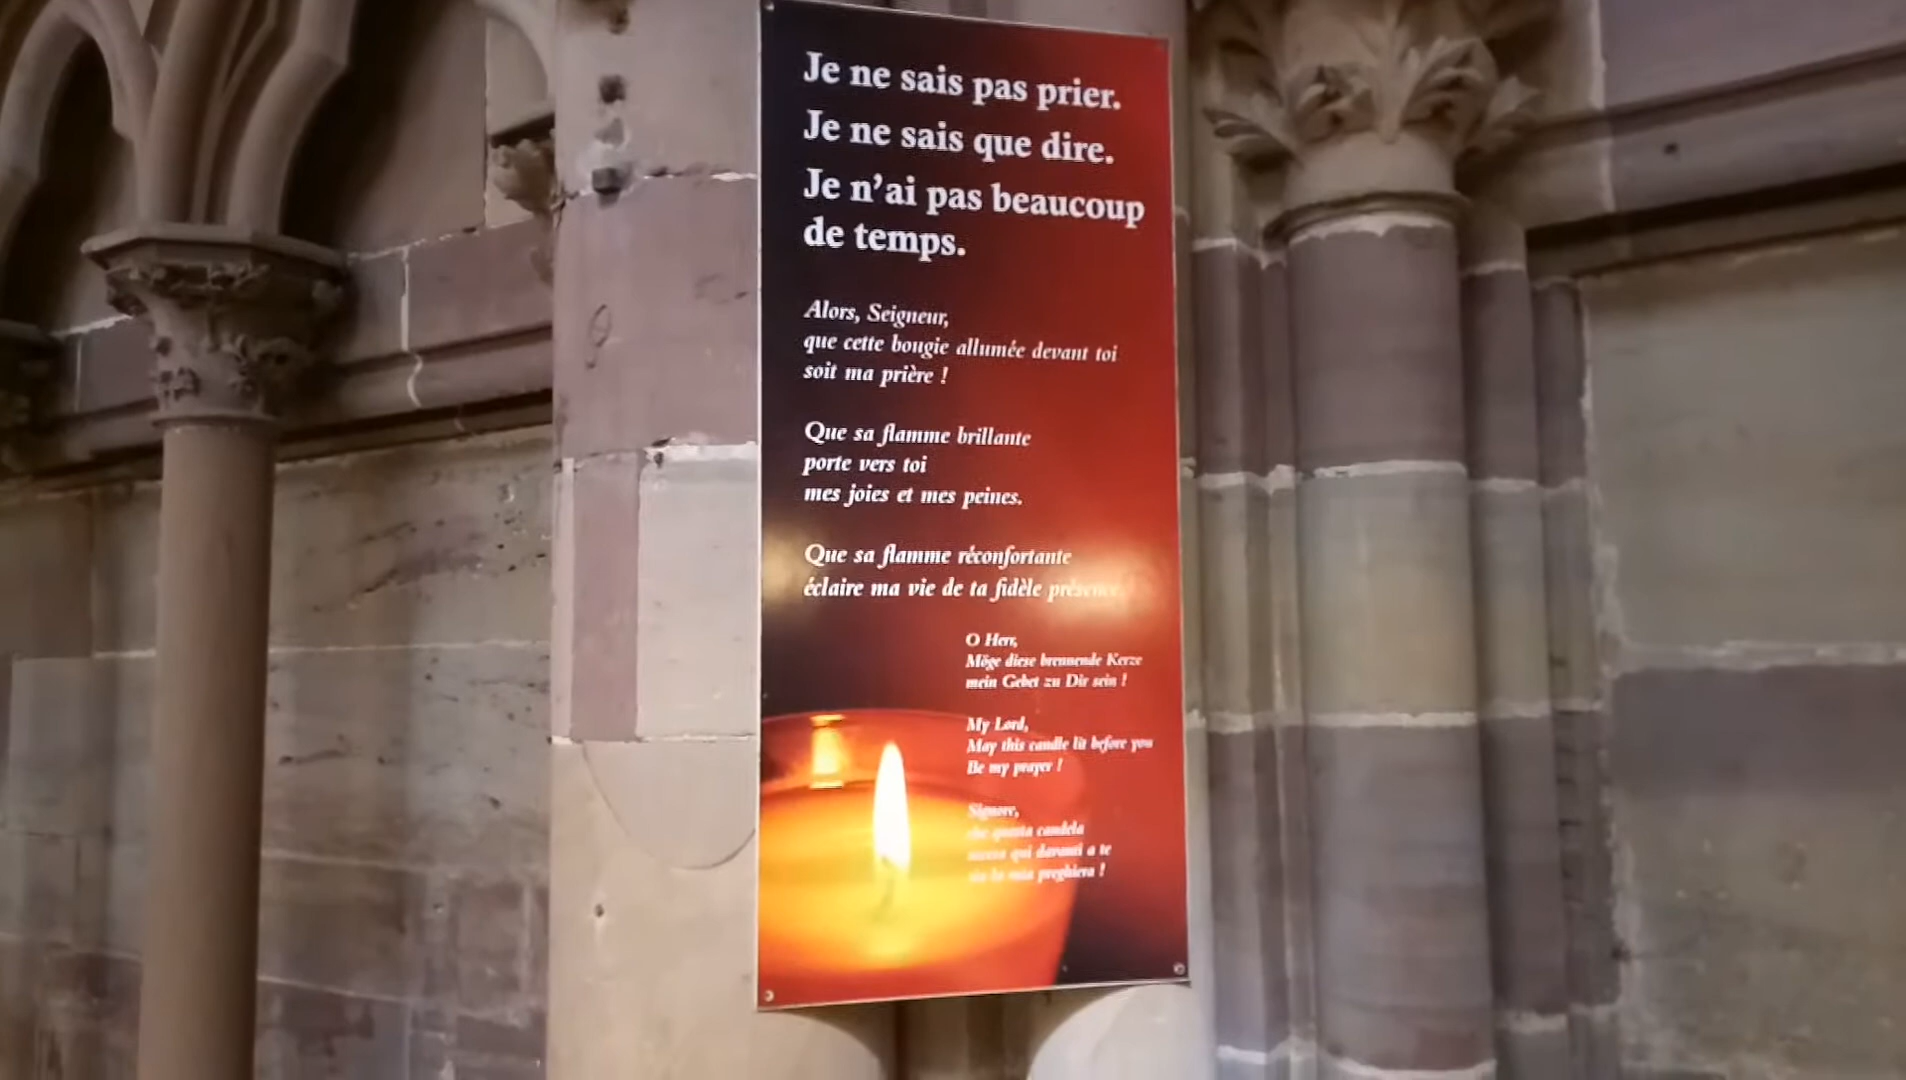 Je ne sais pas prier.
Je ne sais que dire.
Je n'ai pas beaucoup
de temps.
Alors, Seigneur,
que cette bougie allumée devant toi
soit ma prière !
Que sa flamme brillante
porte vers toi
mes joies et mes peines.
Que sa flamme réconfortante
éclaire ma vie de ta fidèle présence
O Herr,
Möge diese brennende Kerze
mein Gebet zu Dir sein !
My Lord,
May this candle lit before you
Be my prayer !
Signore,
che questa candela
qui davanti a te
sia la mia preghiera !